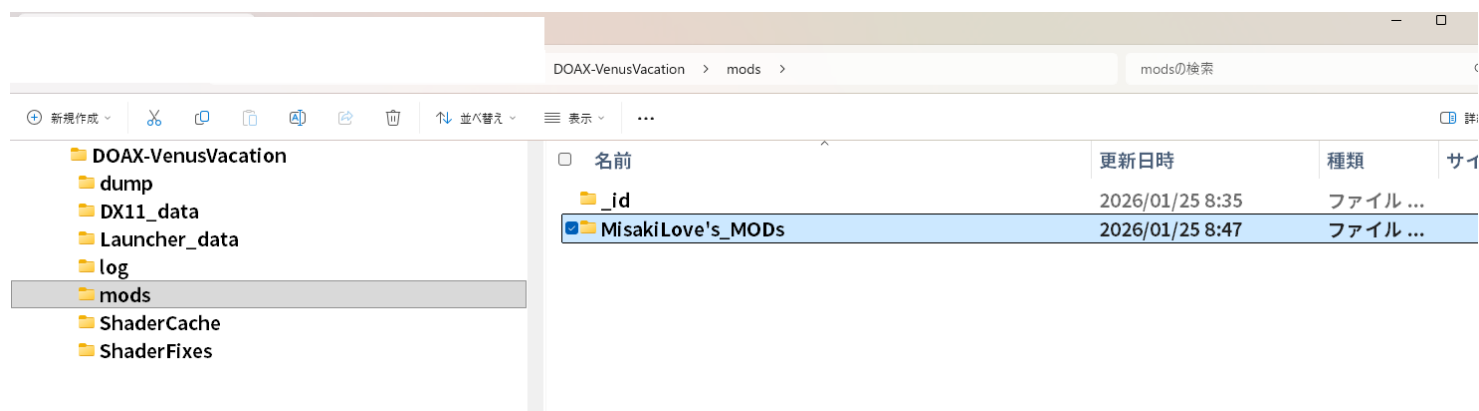 DOAX-VenusVacation > mods >
modsの検索
新規作成
並べ替え
表示
...
DOAX-VenusVacation
dump
DX11_data
Launcher_data
log
mods
ShaderCache
ShaderFixes
名前 更新日時 種類
_id 2026/01/25 8:35 ファイル ...
MisakiLove's_MODs 2026/01/25 8:47 ファイル ...